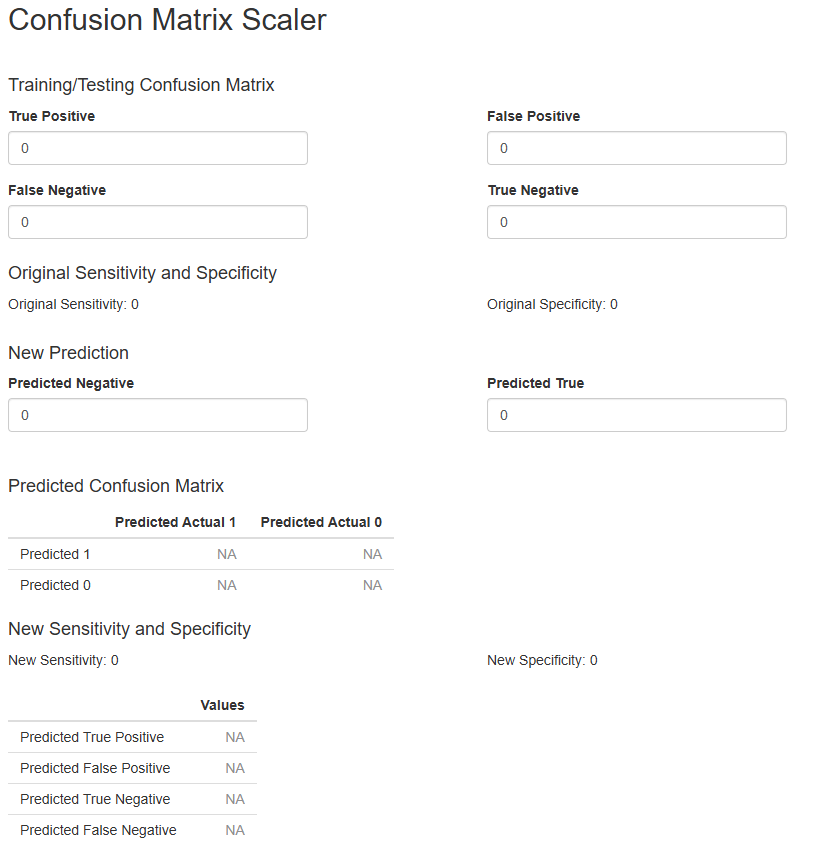 Confusion Matrix Scaler
Training/Testing Confusion Matrix
True Positive False Positive
0 0
False Negative True Negative
0 0
Original Sensitivity and Specificity
Original Sensitivity: 0 Original Specificity: 0
New Prediction
Predicted Negative Predicted True
0 0
Predicted Confusion Matrix
Predicted Actual 1 Predicted Actual 0
Predicted 1 NA NA
Predicted 0 NA NA
New Sensitivity and Specificity
New Sensitivity: 0 New Specificity: 0
Values
Predicted True Positive NA
Predicted False Positive NA
Predicted True Negative NA
Predicted False Negative NA